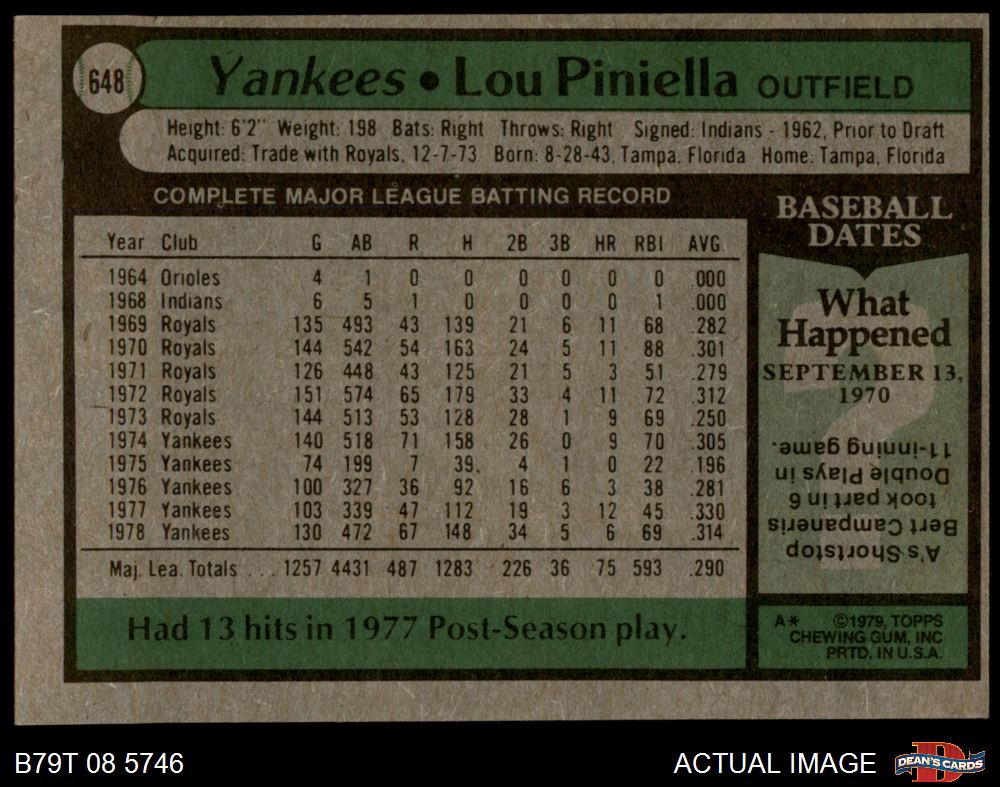 648
Yankees • Lou Piniella OUTFIELD
Height: 6'2" Weight: 198 Bats: Right Throws: Right Signed: Indians - 1962, Prior to Draft
Acquired: Trade with Royals, 12-7-73 Born: 8-28-43, Tampa, Florida Home: Tampa, Florida
COMPLETE MAJOR LEAGUE BATTING RECORD
Year Club G AB R H 2B 3B HR RBI AVG.
1964 Orioles 4 1 0 0 0 0 0 0 .000
1968 Indians 6 5 1 0 0 0 0 1 .000
1969 Royals 135 493 43 139 21 6 11 68 .282
1970 Royals 144 542 54 163 24 5 11 88 .301
1971 Royals 126 448 43 125 21 5 3 51 .279
1972 Royals 151 574 65 179 33 4 11 72 .312
1973 Royals 144 513 53 128 28 1 9 69 .250
1974 Yankees 140 518 71 158 26 0 9 70 .305
1975 Yankees 74 199 7 39 4 1 0 22 .196
1976 Yankees 100 327 36 92 16 6 3 38 .281
1977 Yankees 103 339 47 112 19 3 12 45 .330
1978 Yankees 130 472 67 148 34 5 6 69 .314
Maj. Lea. Totals ... 1257 4431 487 1283 226 36 75 593 .290
Had 13 hits in 1977 Post-Season play.
BASEBALL
DATES
What
Happened
SEPTEMBER 13,
1970
A's Shortstop
Bert Campaneris
took part in 6
Double Plays in
11-inning game.
A* ©1979, TOPPS
CHEWING GUM, INC
PRTD. IN U.S.A.
B79T 08 5746
ACTUAL IMAGE
DEAN'S CARDS